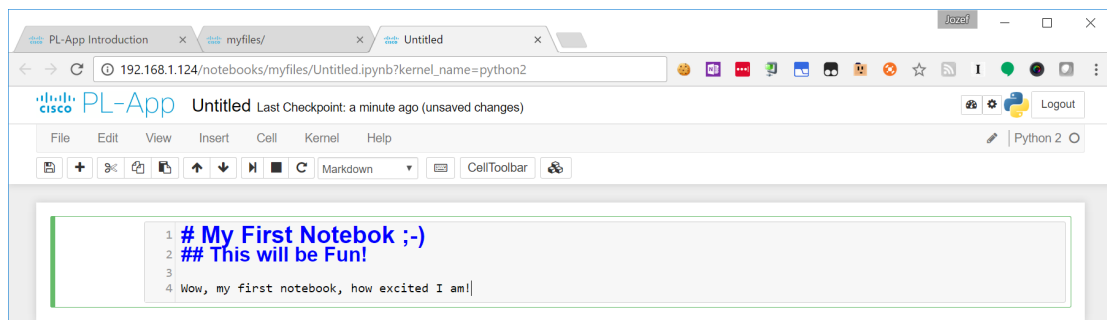 Jozef
PL-App Introduction
myfiles/
Untitled
192.168.1.124/notebooks/myfiles/Untitled.ipynb?kernel_name=python2
CISCO PL-App Untitled Last Checkpoint: a minute ago (unsaved changes)
Logout
File Edit View Insert Cell Kernel Help
Python 2
Markdown
CellToolbar
1 # My First Notebok ;-)
2 ## This will be Fun!
3
4 Wow, my first notebook, how excited I am!